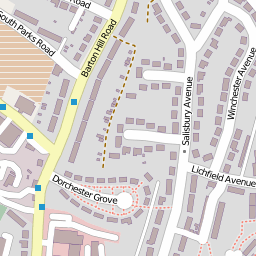 South Parks Road
Road
Barton Hill Road
Salisbury Avenue
Winchester Avenue
Lichfield Avenue
Dorchester Grove